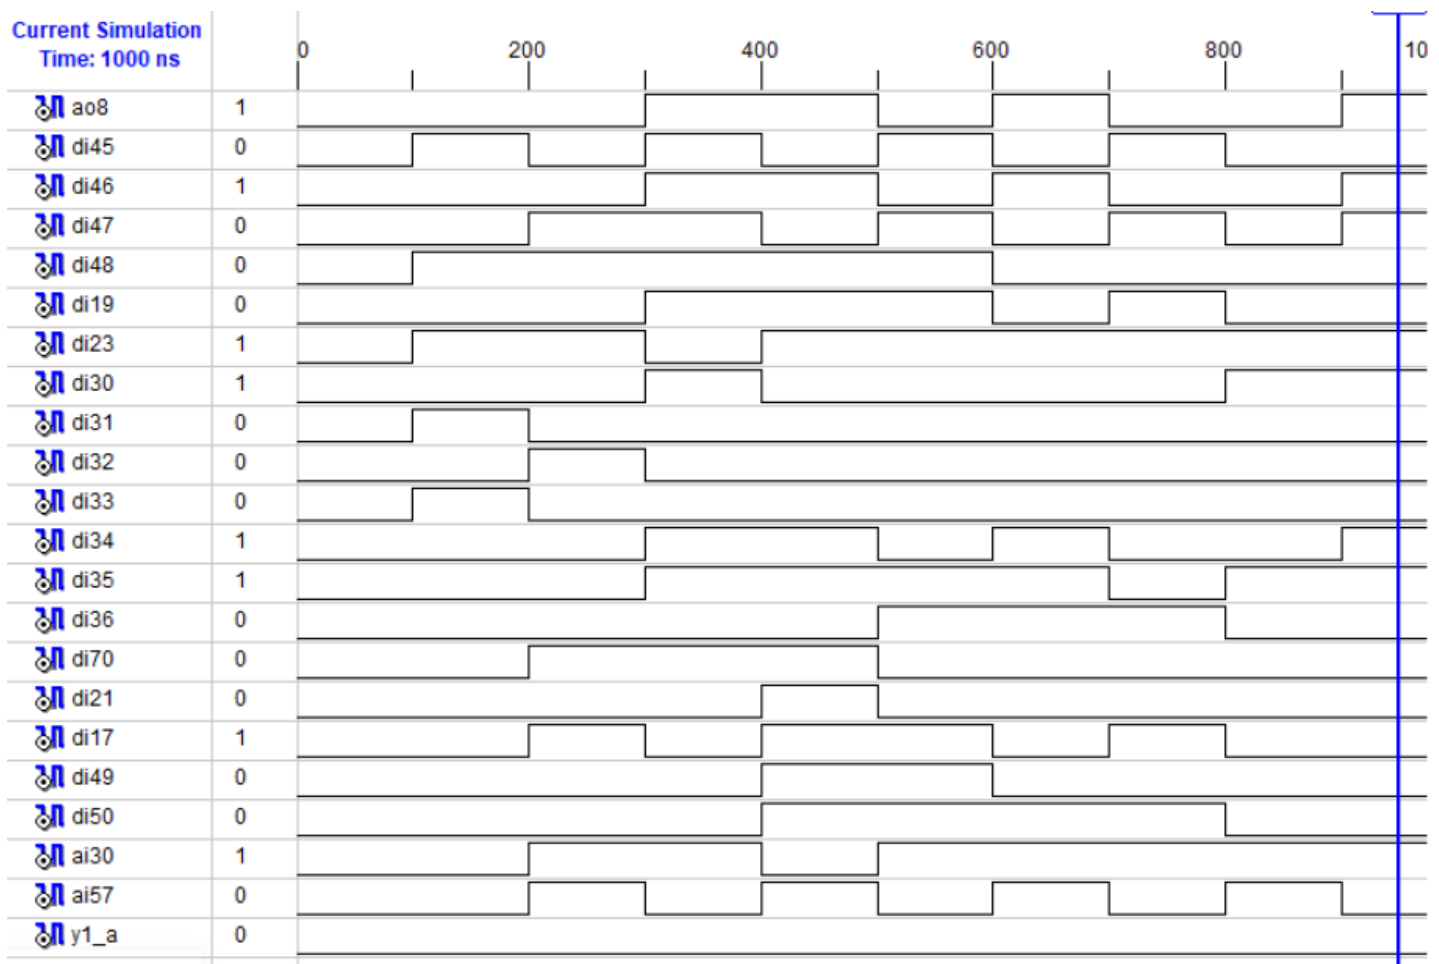 Current Simulation
Time: 1000 ns
0 200 400 600 800 10
ao8 1
di45 0
di46 1
di47 0
di48 0
di19 0
di23 1
di30 1
di31 0
di32 0
di33 0
di34 1
di35 1
di36 0
di70 0
di21 0
di17 1
di49 0
di50 0
ai30 1
ai57 0
y1_a 0